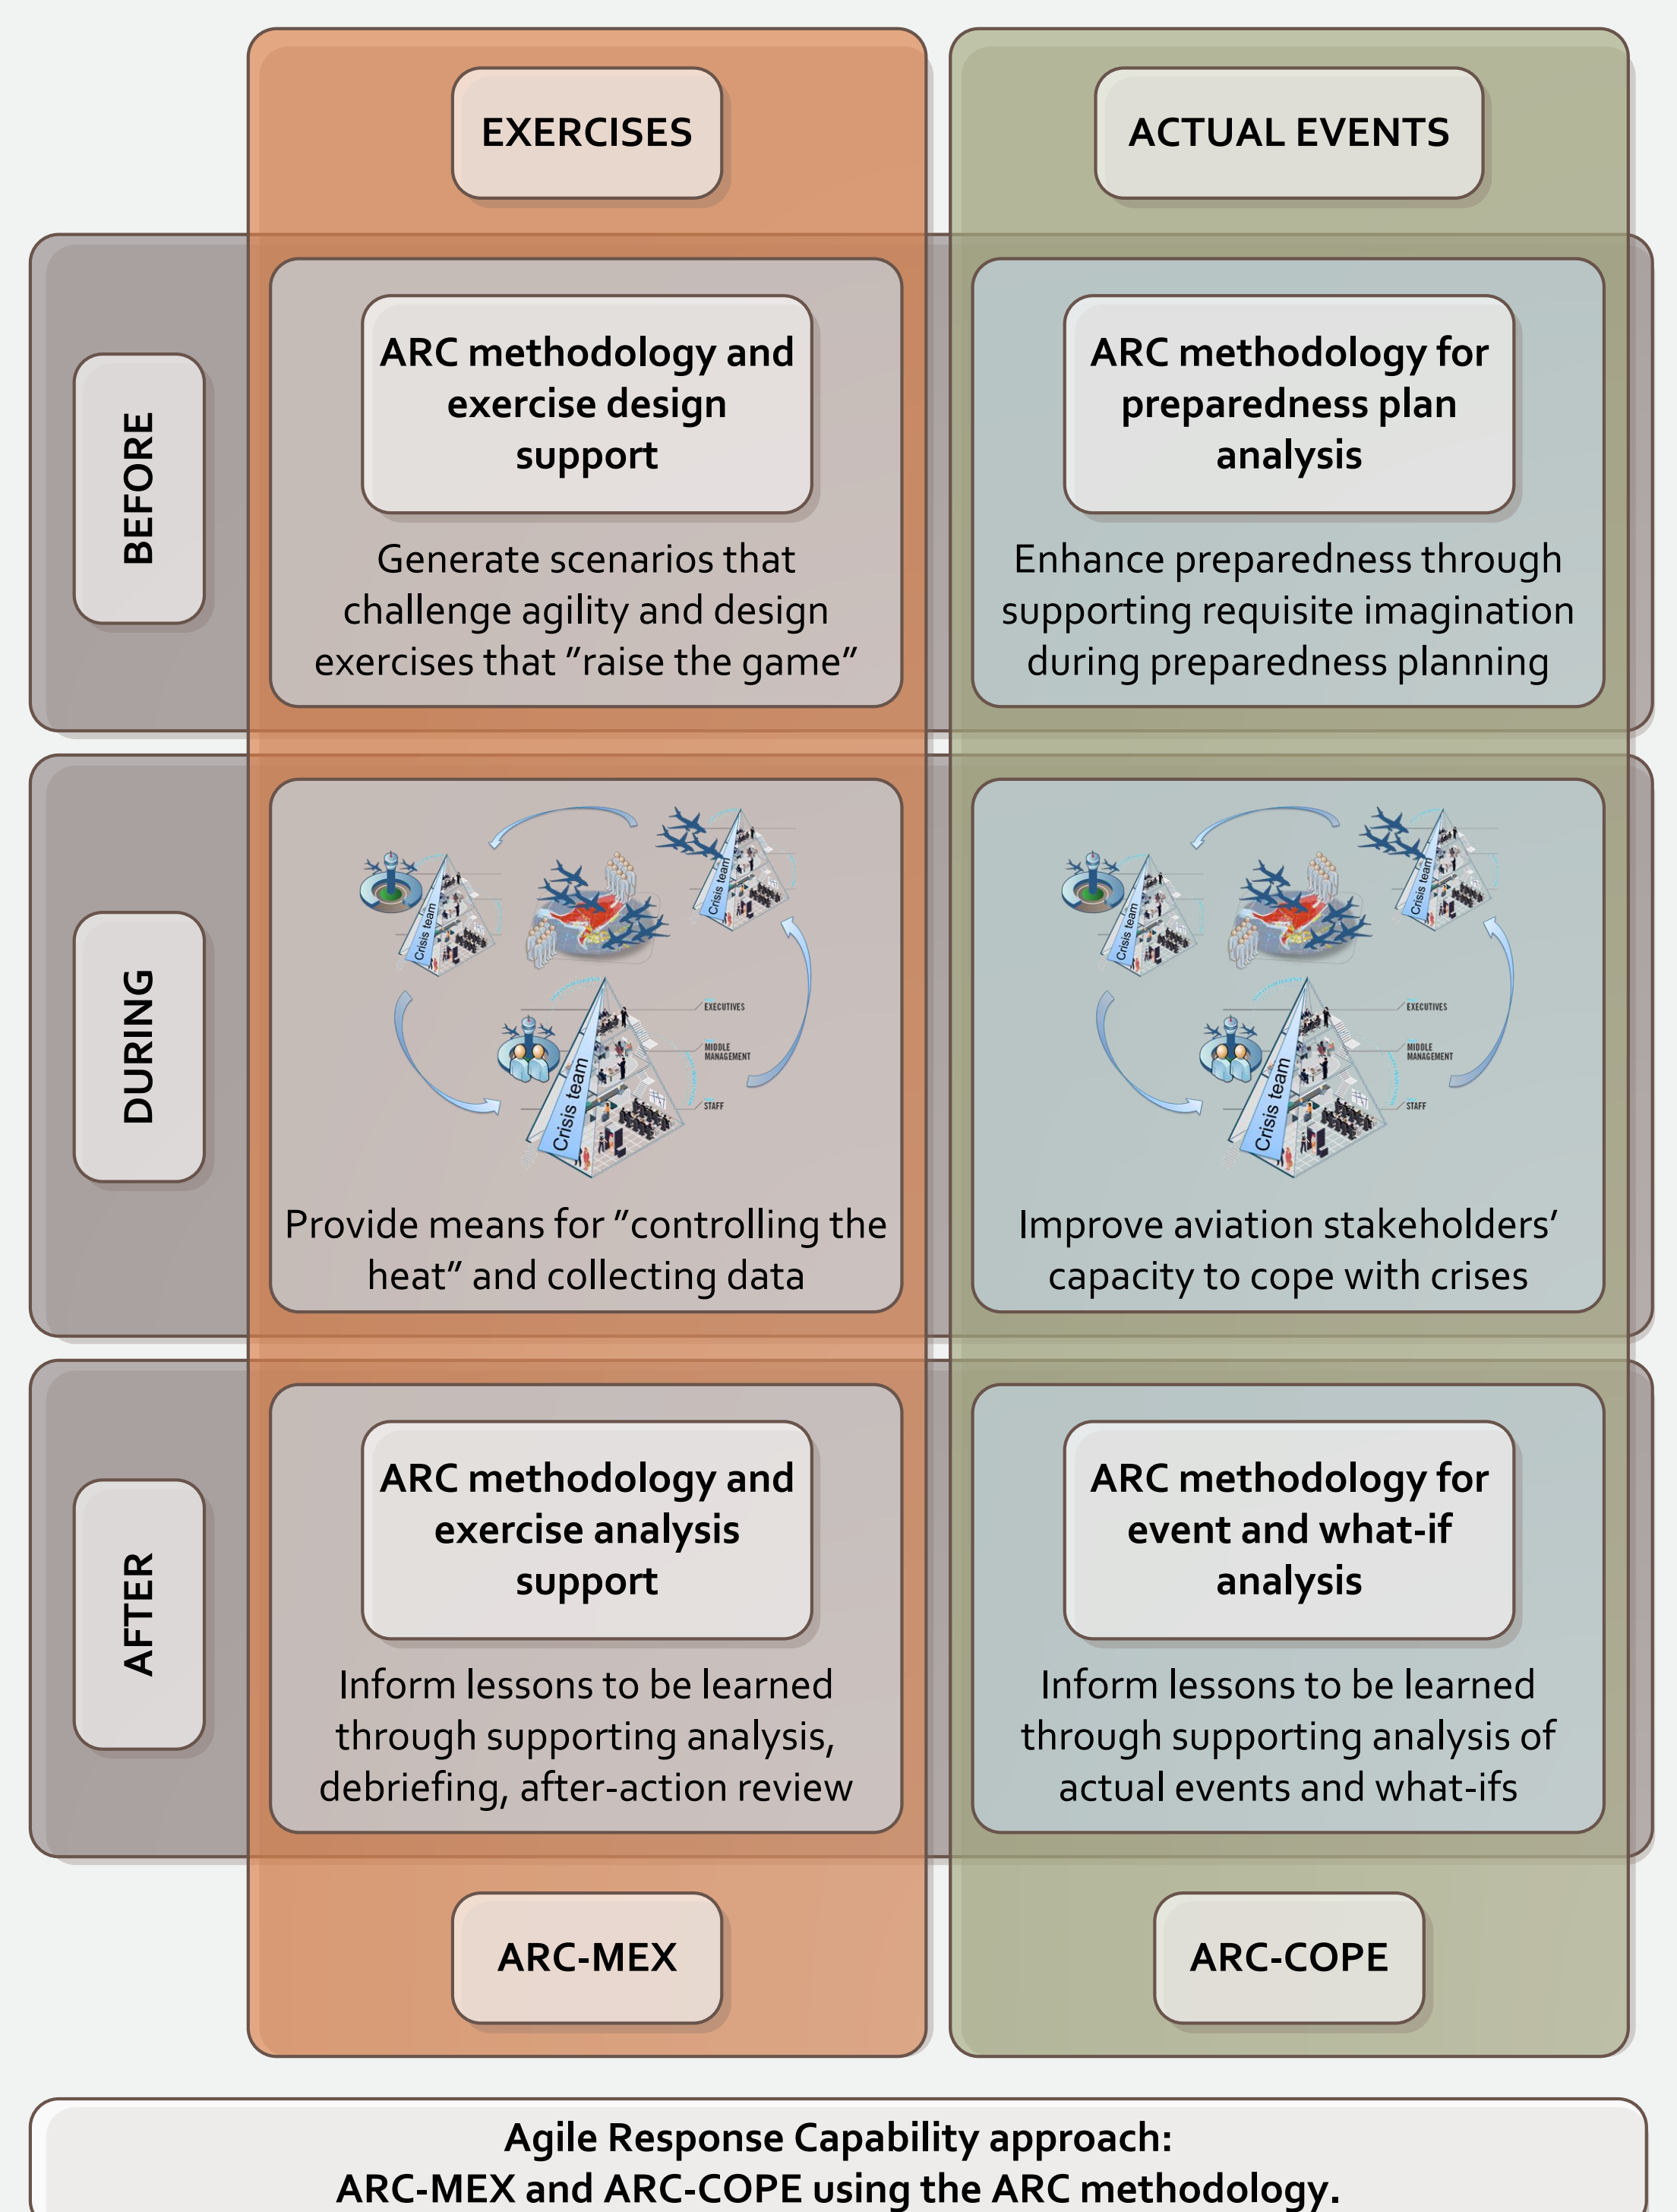 EXERCISES
ACTUAL EVENTS
BEFORE
ARC methodology and
exercise design
support
Generate scenarios that
challenge agility and design
exercises that ”raise the game”
ARC methodology for
preparedness plan
analysis
Enhance preparedness through
supporting requisite imagination
during preparedness planning
DURING
Crisis team
Crisis team
Crisis team
EXECUTIVES
MIDDLE
MANAGEMENT
STAFF
Provide means for ”controlling the
heat” and collecting data
Crisis team
Crisis team
Crisis team
EXECUTIVES
MIDDLE
MANAGEMENT
STAFF
Improve aviation stakeholders’
capacity to cope with crises
AFTER
ARC methodology and
exercise analysis
support
Inform lessons to be learned
through supporting analysis,
debriefing, after-action review
ARC methodology for
event and what-if
analysis
Inform lessons to be learned
through supporting analysis of
actual events and what-ifs
ARC-MEX
ARC-COPE
Agile Response Capability approach:
ARC-MEX and ARC-COPE using the ARC methodology.